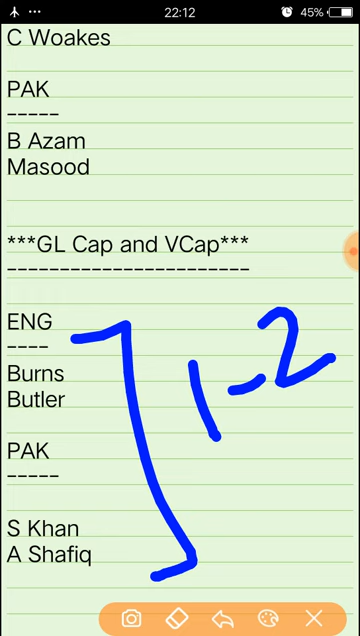 22:12
45%
C Woakes
PAK
-----
B Azam
Masood
***GL Cap and VCap***
-----------------------
ENG
----
Burns
Butler
1-2
PAK
-----
S Khan
A Shafiq